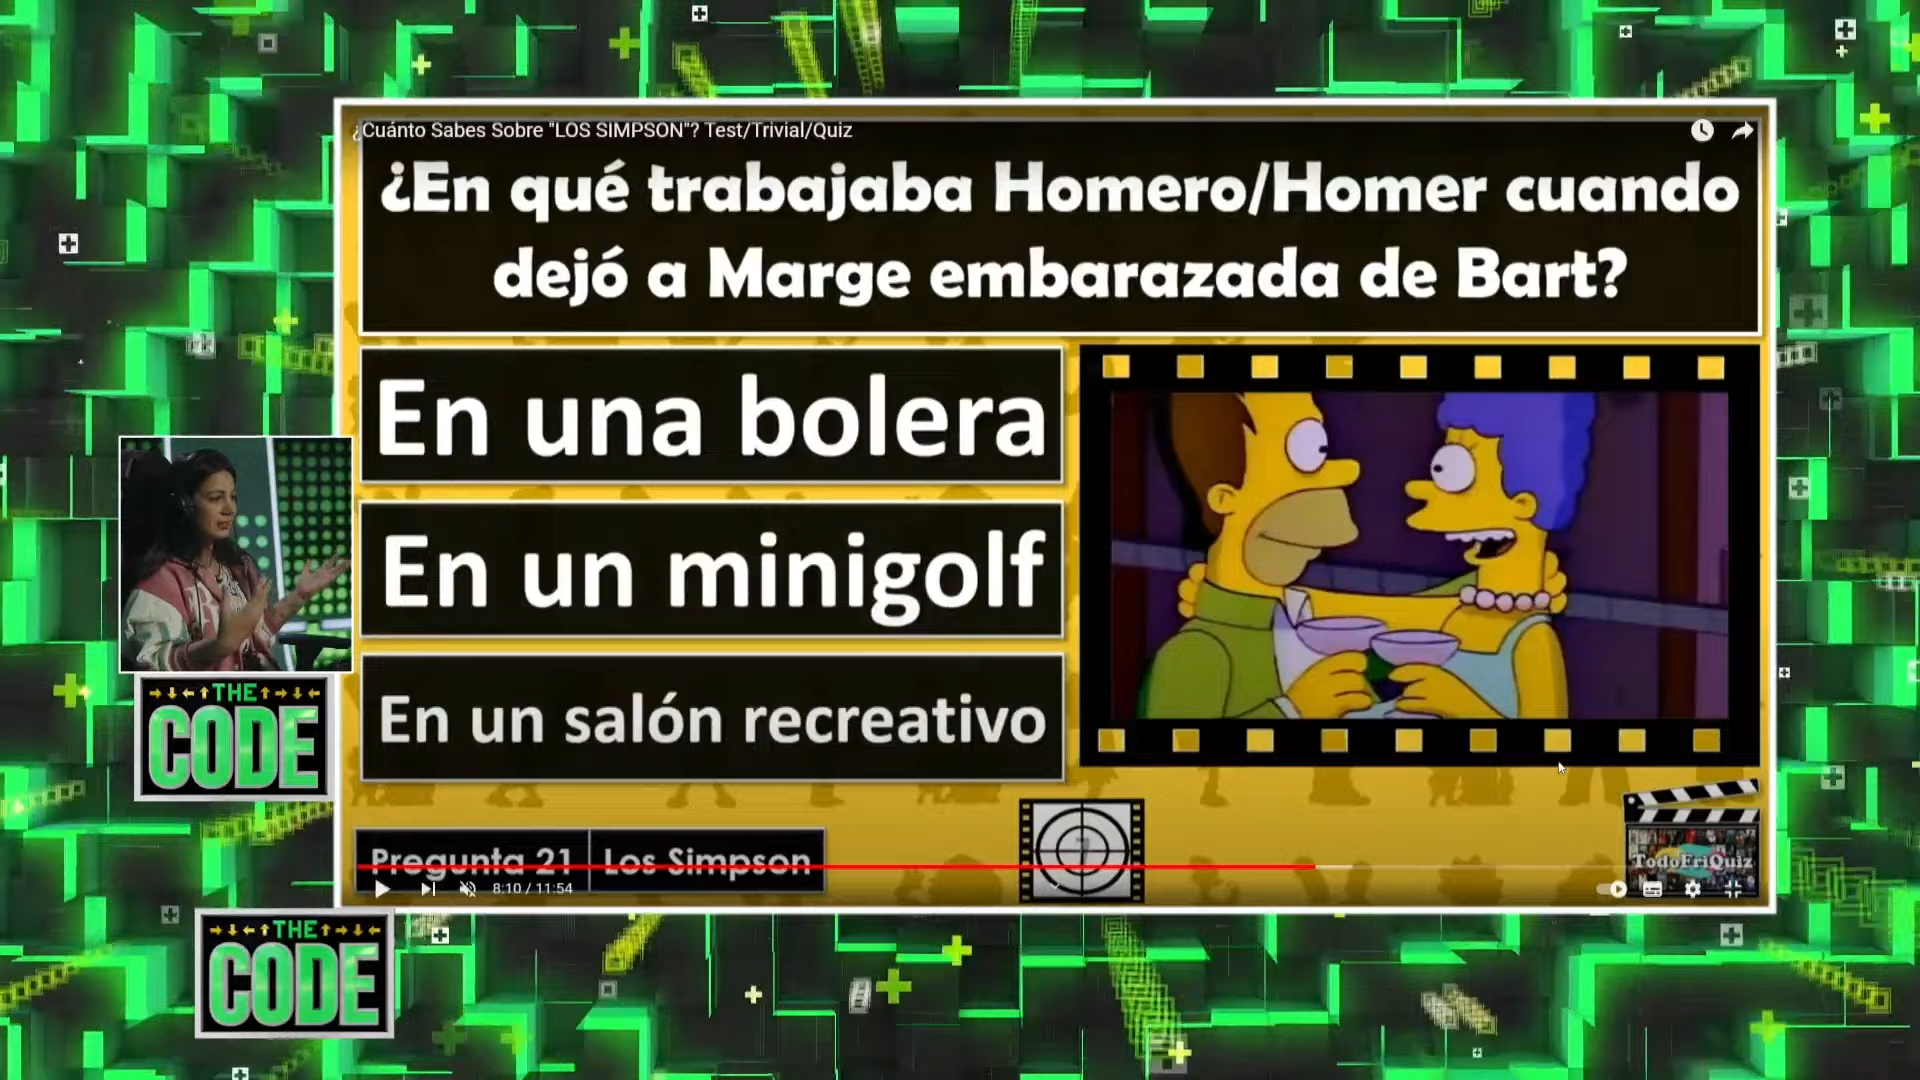 ¿Cuánto Sabes Sobre "LOS SIMPSON"? Test/Trivial/Quiz
¿En qué trabajaba Homero/Homer cuando
dejó a Marge embarazada de Bart?
En una bolera
En un minigolf
En un salón recreativo
THE
CODE
Pregunta 21
Los Simpson
8:10 / 11:54
TodoFriQuiz
THE
CODE